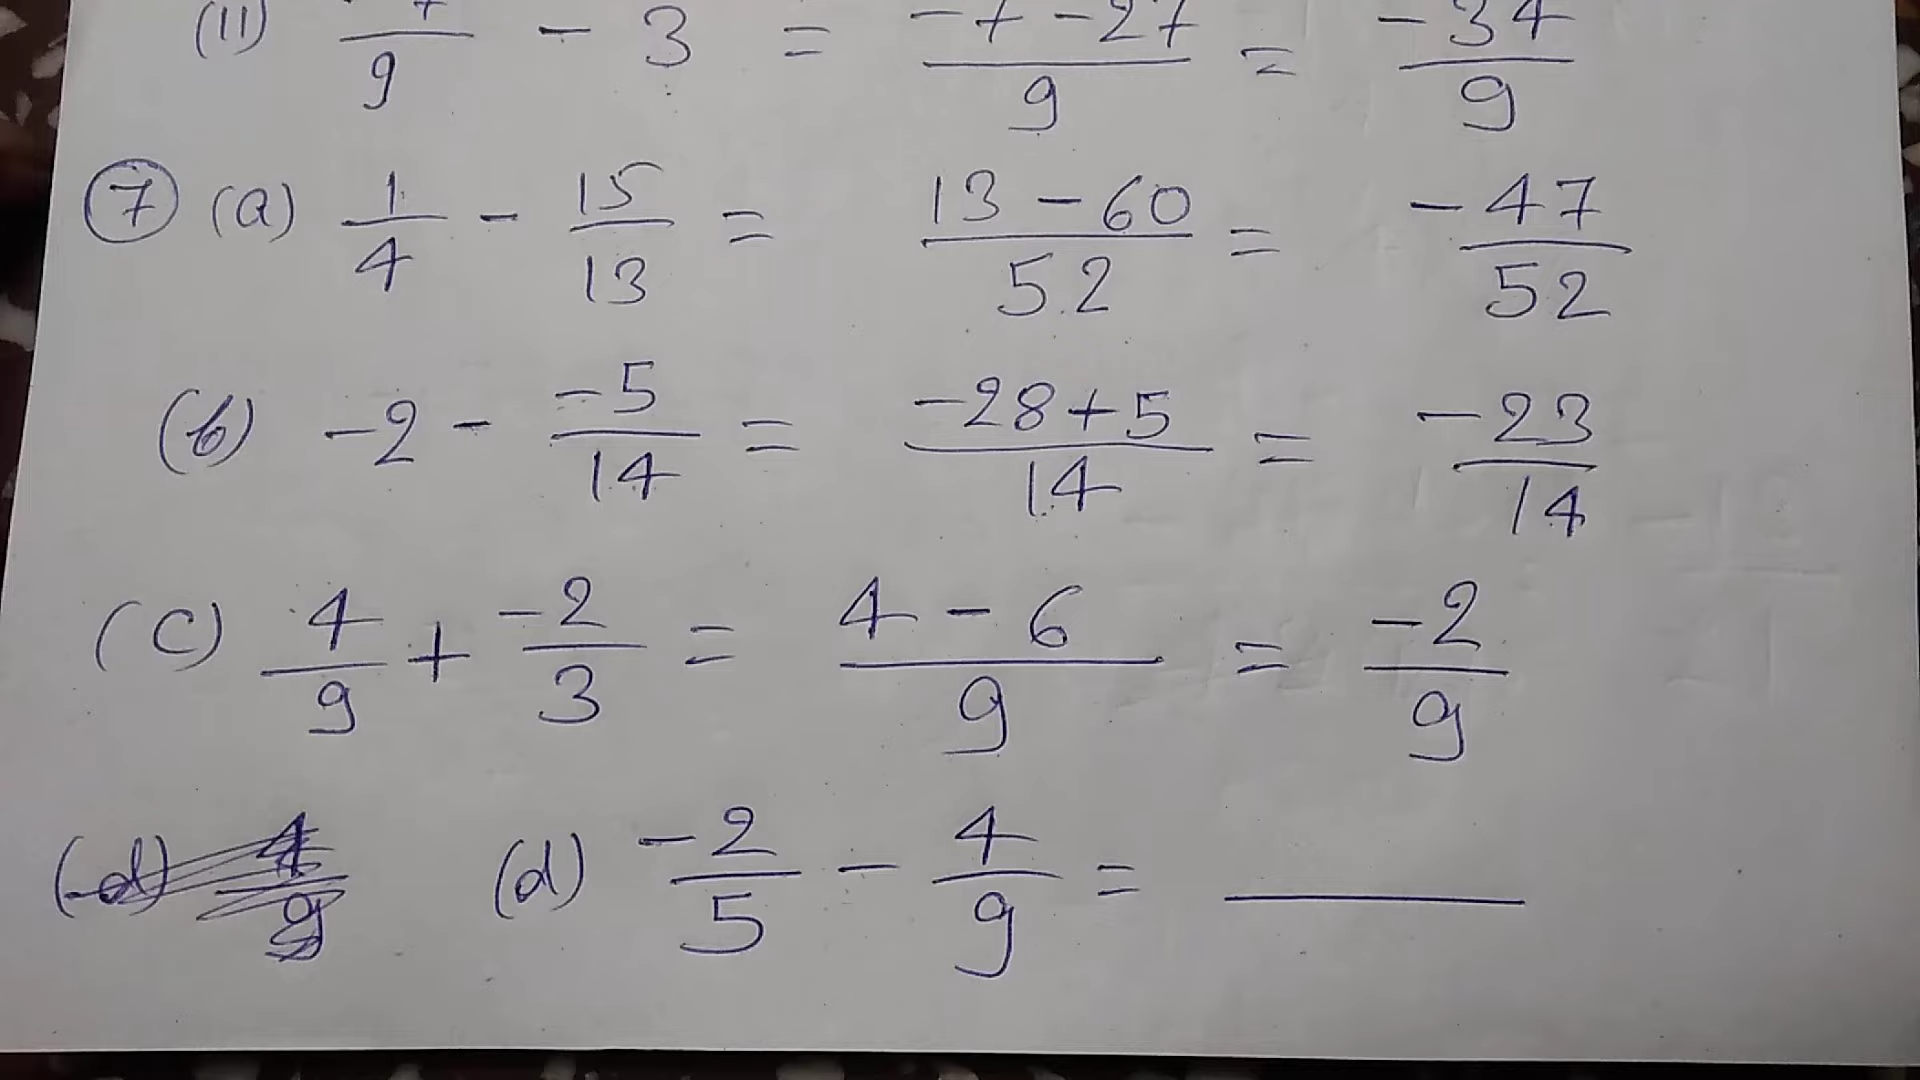 (11) -7/9 - 3 = -7-27/9 = -34/9
7 (a) 1/4 - 15/13 = 13-60/52 = -47/52
(b) -2 - -5/14 = -28+5/14 = -23/14
(c) 4/9 + -2/3 = 4-6/9 = -2/9
(d) -2/5 - 4/9 =